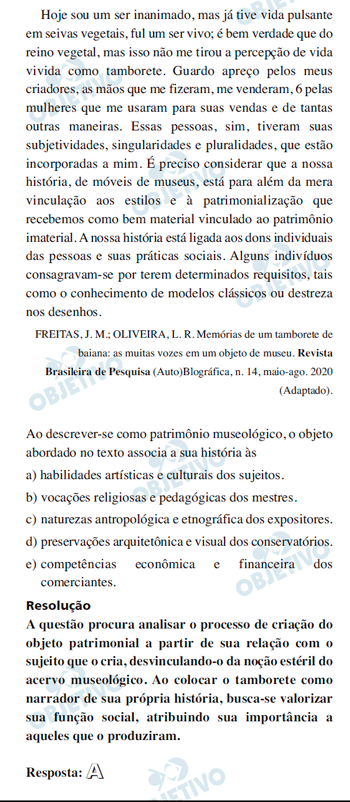 Hoje sou um ser inanimado, mas já tive vida pulsante
em seivas vegetais, fuI um ser vivo; é bem verdade que do
reino vegetal, mas isso não me tirou a percepção de vida
vivida como tamborete. Guardo apreço pelos meus
criadores, as mãos que me fizeram, me venderam, 6 pelas
mulheres que me usaram para suas vendas e de tantas
outras maneiras. Essas pessoas, sim, tiveram suas
subjetividades, singularidades e pluralidades, que estão
incorporadas a mim. É preciso considerar que a nossa
história, de móveis de museus, está para além da mera
vinculação aos estilos e à patrimonialização que
recebemos como bem material vinculado ao patrimônio
imaterial. A nossa história está ligada aos dons individuais
das pessoas e suas práticas sociais. Alguns indivíduos
consagravam-se por terem determinados requisitos, tais
como o conhecimento de modelos clássicos ou destreza
nos desenhos.
FREITAS, J. M.; OLIVEIRA, L. R. Memórias de um tamborete de
baiana: as muitas vozes em um objeto de museu. Revista
Brasileira de Pesquisa (Auto)Blográfica, n. 14, maio-ago. 2020
(Adaptado).
Ao descrever-se como patrimônio museológico, o objeto
abordado no texto associa a sua história às
a) habilidades artísticas e culturais dos sujeitos.
b) vocações religiosas e pedagógicas dos mestres.
c) naturezas antropológica e etnográfica dos expositores.
d) preservações arquitetônica e visual dos conservatórios.
e) competências econômica e financeira dos
comerciantes.
Resolução
A questão procura analisar o processo de criação do
objeto patrimonial a partir de sua relação com o
sujeito que o cria, desvinculando-o da noção estéril do
acervo museológico. Ao colocar o tamborete como
narrador de sua própria história, busca-se valorizar
sua função social, atribuindo sua importância a
aqueles que o produziram.
Resposta: A
OBJETIVO